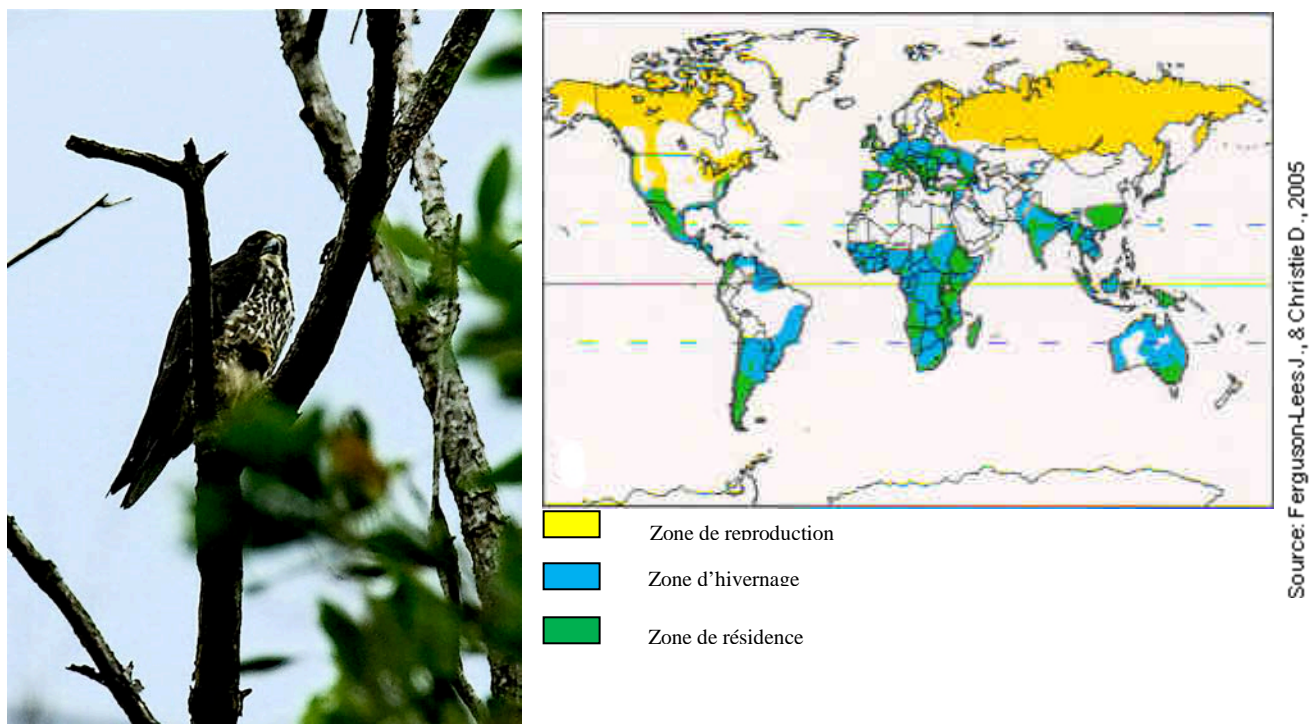 Zone de reproduction
Zone d’hivernage
Zone de résidence
Source: Ferguson-Lees J., & Christie D., 2005